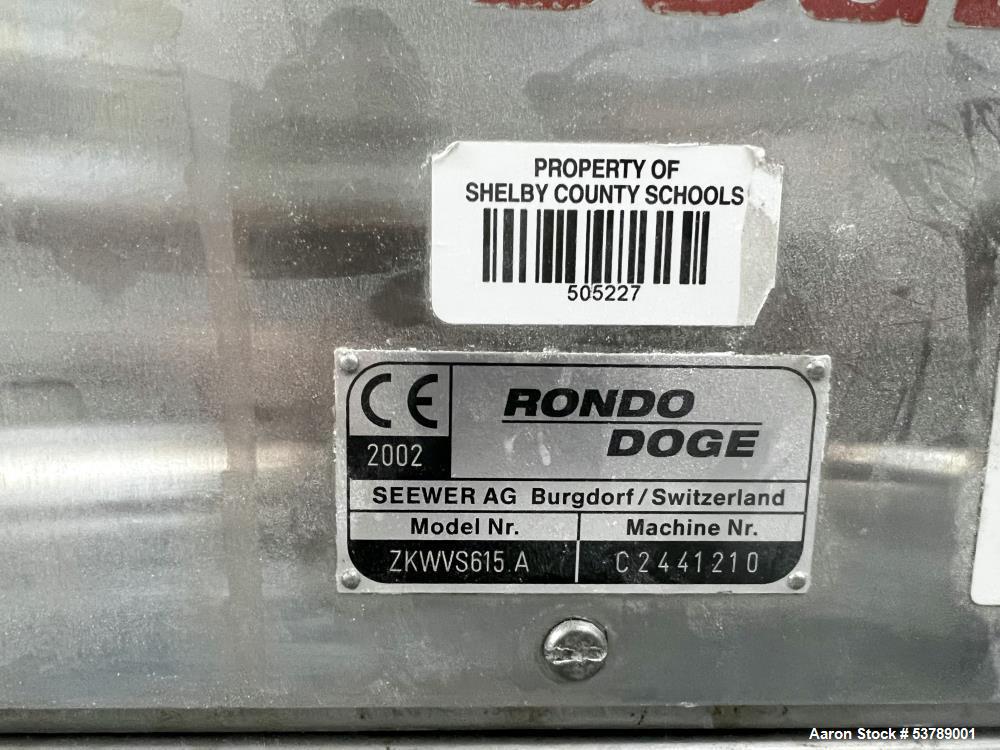 PROPERTY OF
SHELBY COUNTY SCHOOLS
505227
CE
2002
RONDO
DOGE
SEEWER AG Burgdorf/Switzerland
Model Nr. Machine Nr.
ZKWVS615.A C2441210
Aaron Stock # 53789001